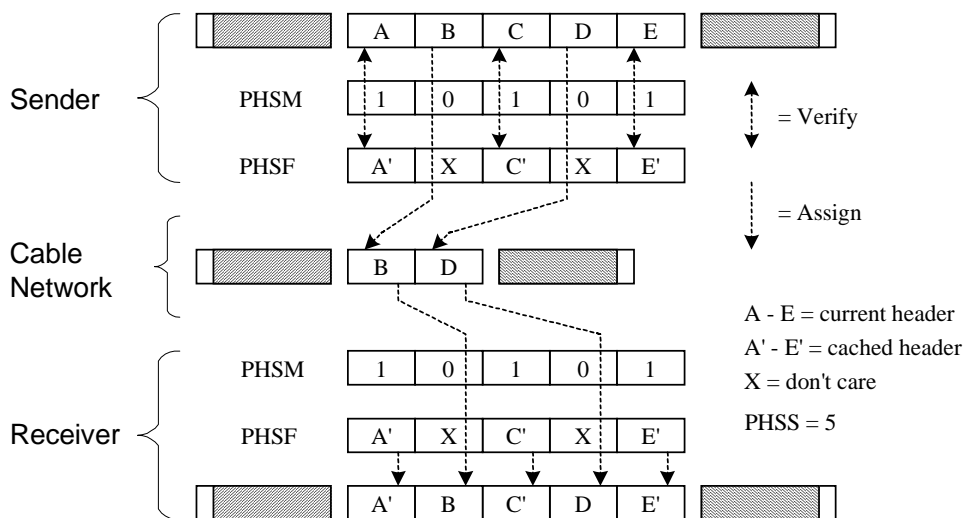 A B C D E
Sender
PHSM 1 0 1 0 1
= Verify
PHSF A' X C' X E'
= Assign
Cable
Network
B D
A - E = current header
A' - E' = cached header
X = don't care
PHSS = 5
PHSM 1 0 1 0 1
Receiver
PHSF A' X C' X E'
A' B C' D E'